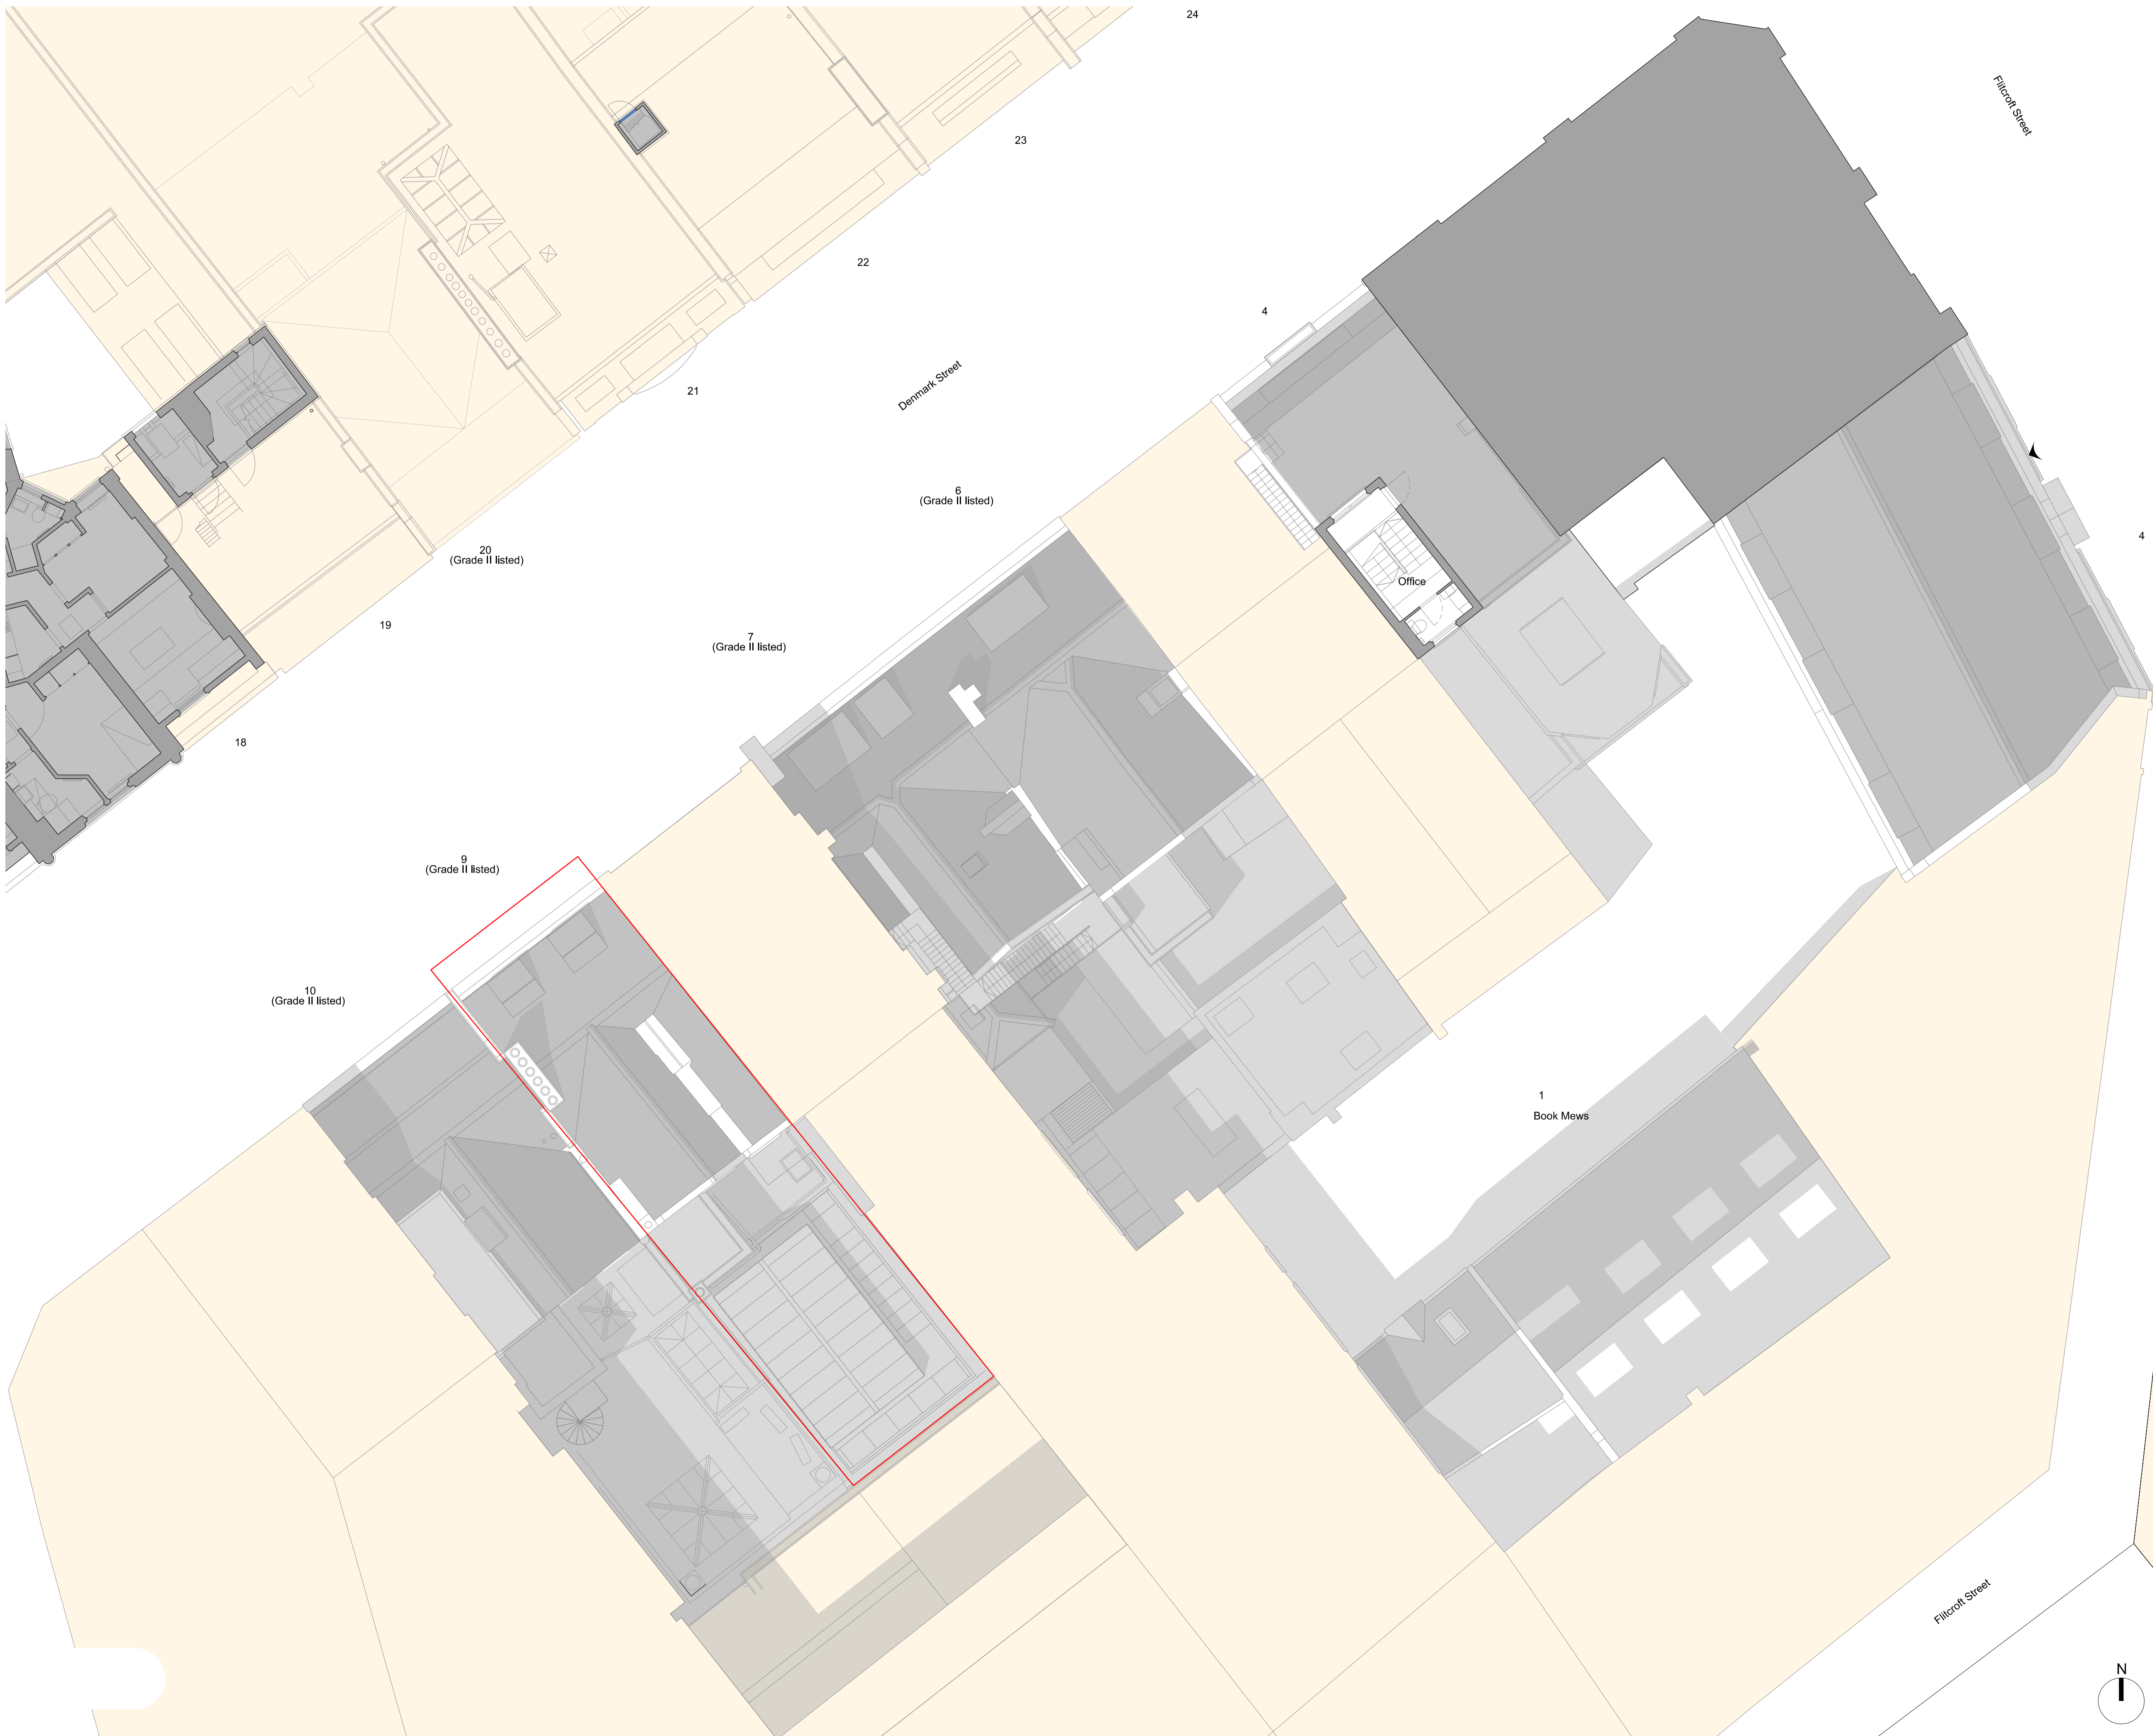 24
Flitcroft Street
23
22
4
21
Denmark Street
6
(Grade II listed)
4
20
(Grade II listed)
Office
19
7
(Grade II listed)
18
9
(Grade II listed)
10
(Grade II listed)
1
Book Mews
Flitcroft Street
N